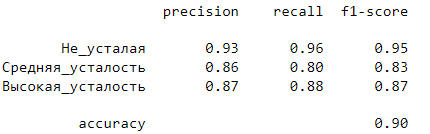 precision recall f1-score
Не_усталая 0.93 0.96 0.95
Средняя_усталость 0.86 0.80 0.83
Высокая_усталость 0.87 0.88 0.87
accuracy 0.90